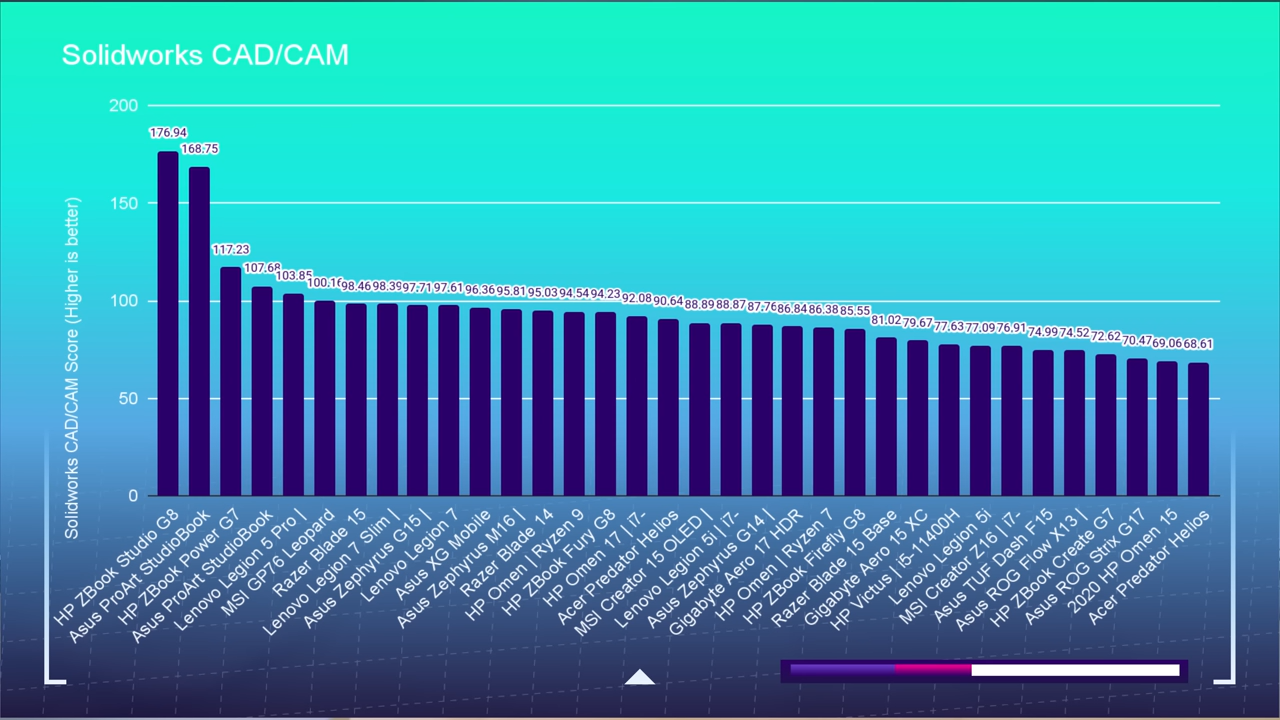 Solidworks CAD/CAM
Solidworks CAD/CAM Score (Higher is better)
200
150
100
50
0
176.94
168.75
117.23
107.68
103.85
100.16
98.46
98.39
97.71
97.61
96.36
95.81
95.03
94.54
94.23
92.08
90.64
88.89
88.87
87.76
86.84
86.38
85.55
81.02
79.67
77.63
77.09
76.91
74.99
74.52
72.62
70.47
69.06
68.61
HP ZBook Studio G8
Asus ProArt StudioBook
HP ZBook Power G7
Asus ProArt StudioBook
Lenovo Legion 5 Pro |
MSI GP76 Leopard
Razer Blade 15
Lenovo Legion 7 Slim |
Asus Zephyrus G15 |
Lenovo Legion 7
Asus XG Mobile
Asus Zephyrus M16 |
Razer Blade 14
HP Omen | Ryzen 9
HP ZBook Fury G8
HP Omen 17 | i7-
Acer Predator Helios
MSI Creator 15 OLED |
Lenovo Legion 5i | i7-
Asus Zephyrus G14 |
Gigabyte Aero 17 HDR
HP Omen | Ryzen 7
HP ZBook Firefly G8
Razer Blade 15 Base
Gigabyte Aero 15 XC
HP Victus | i5-11400H
Lenovo Legion 5i
MSI Creator Z16 | i7-
Asus TUF Dash F15
Asus ROG Flow X13 |
HP ZBook Create G7
Asus ROG Strix G17
2020 HP Omen 15
Acer Predator Helios